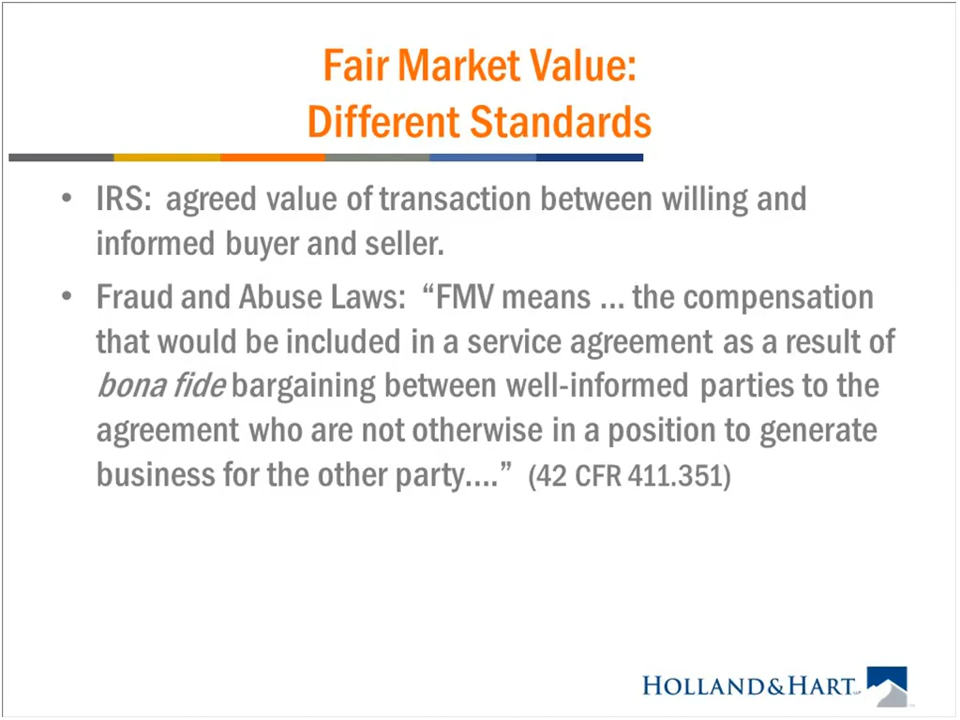 Fair Market Value:
Different Standards
• IRS:  agreed value of transaction between willing and
informed buyer and seller.
• Fraud and Abuse Laws:  “FMV means … the compensation
that would be included in a service agreement as a result of
bona fide bargaining between well-informed parties to the
agreement who are not otherwise in a position to generate
business for the other party….”  (42 CFR 411.351)
HOLLAND&HART LLP